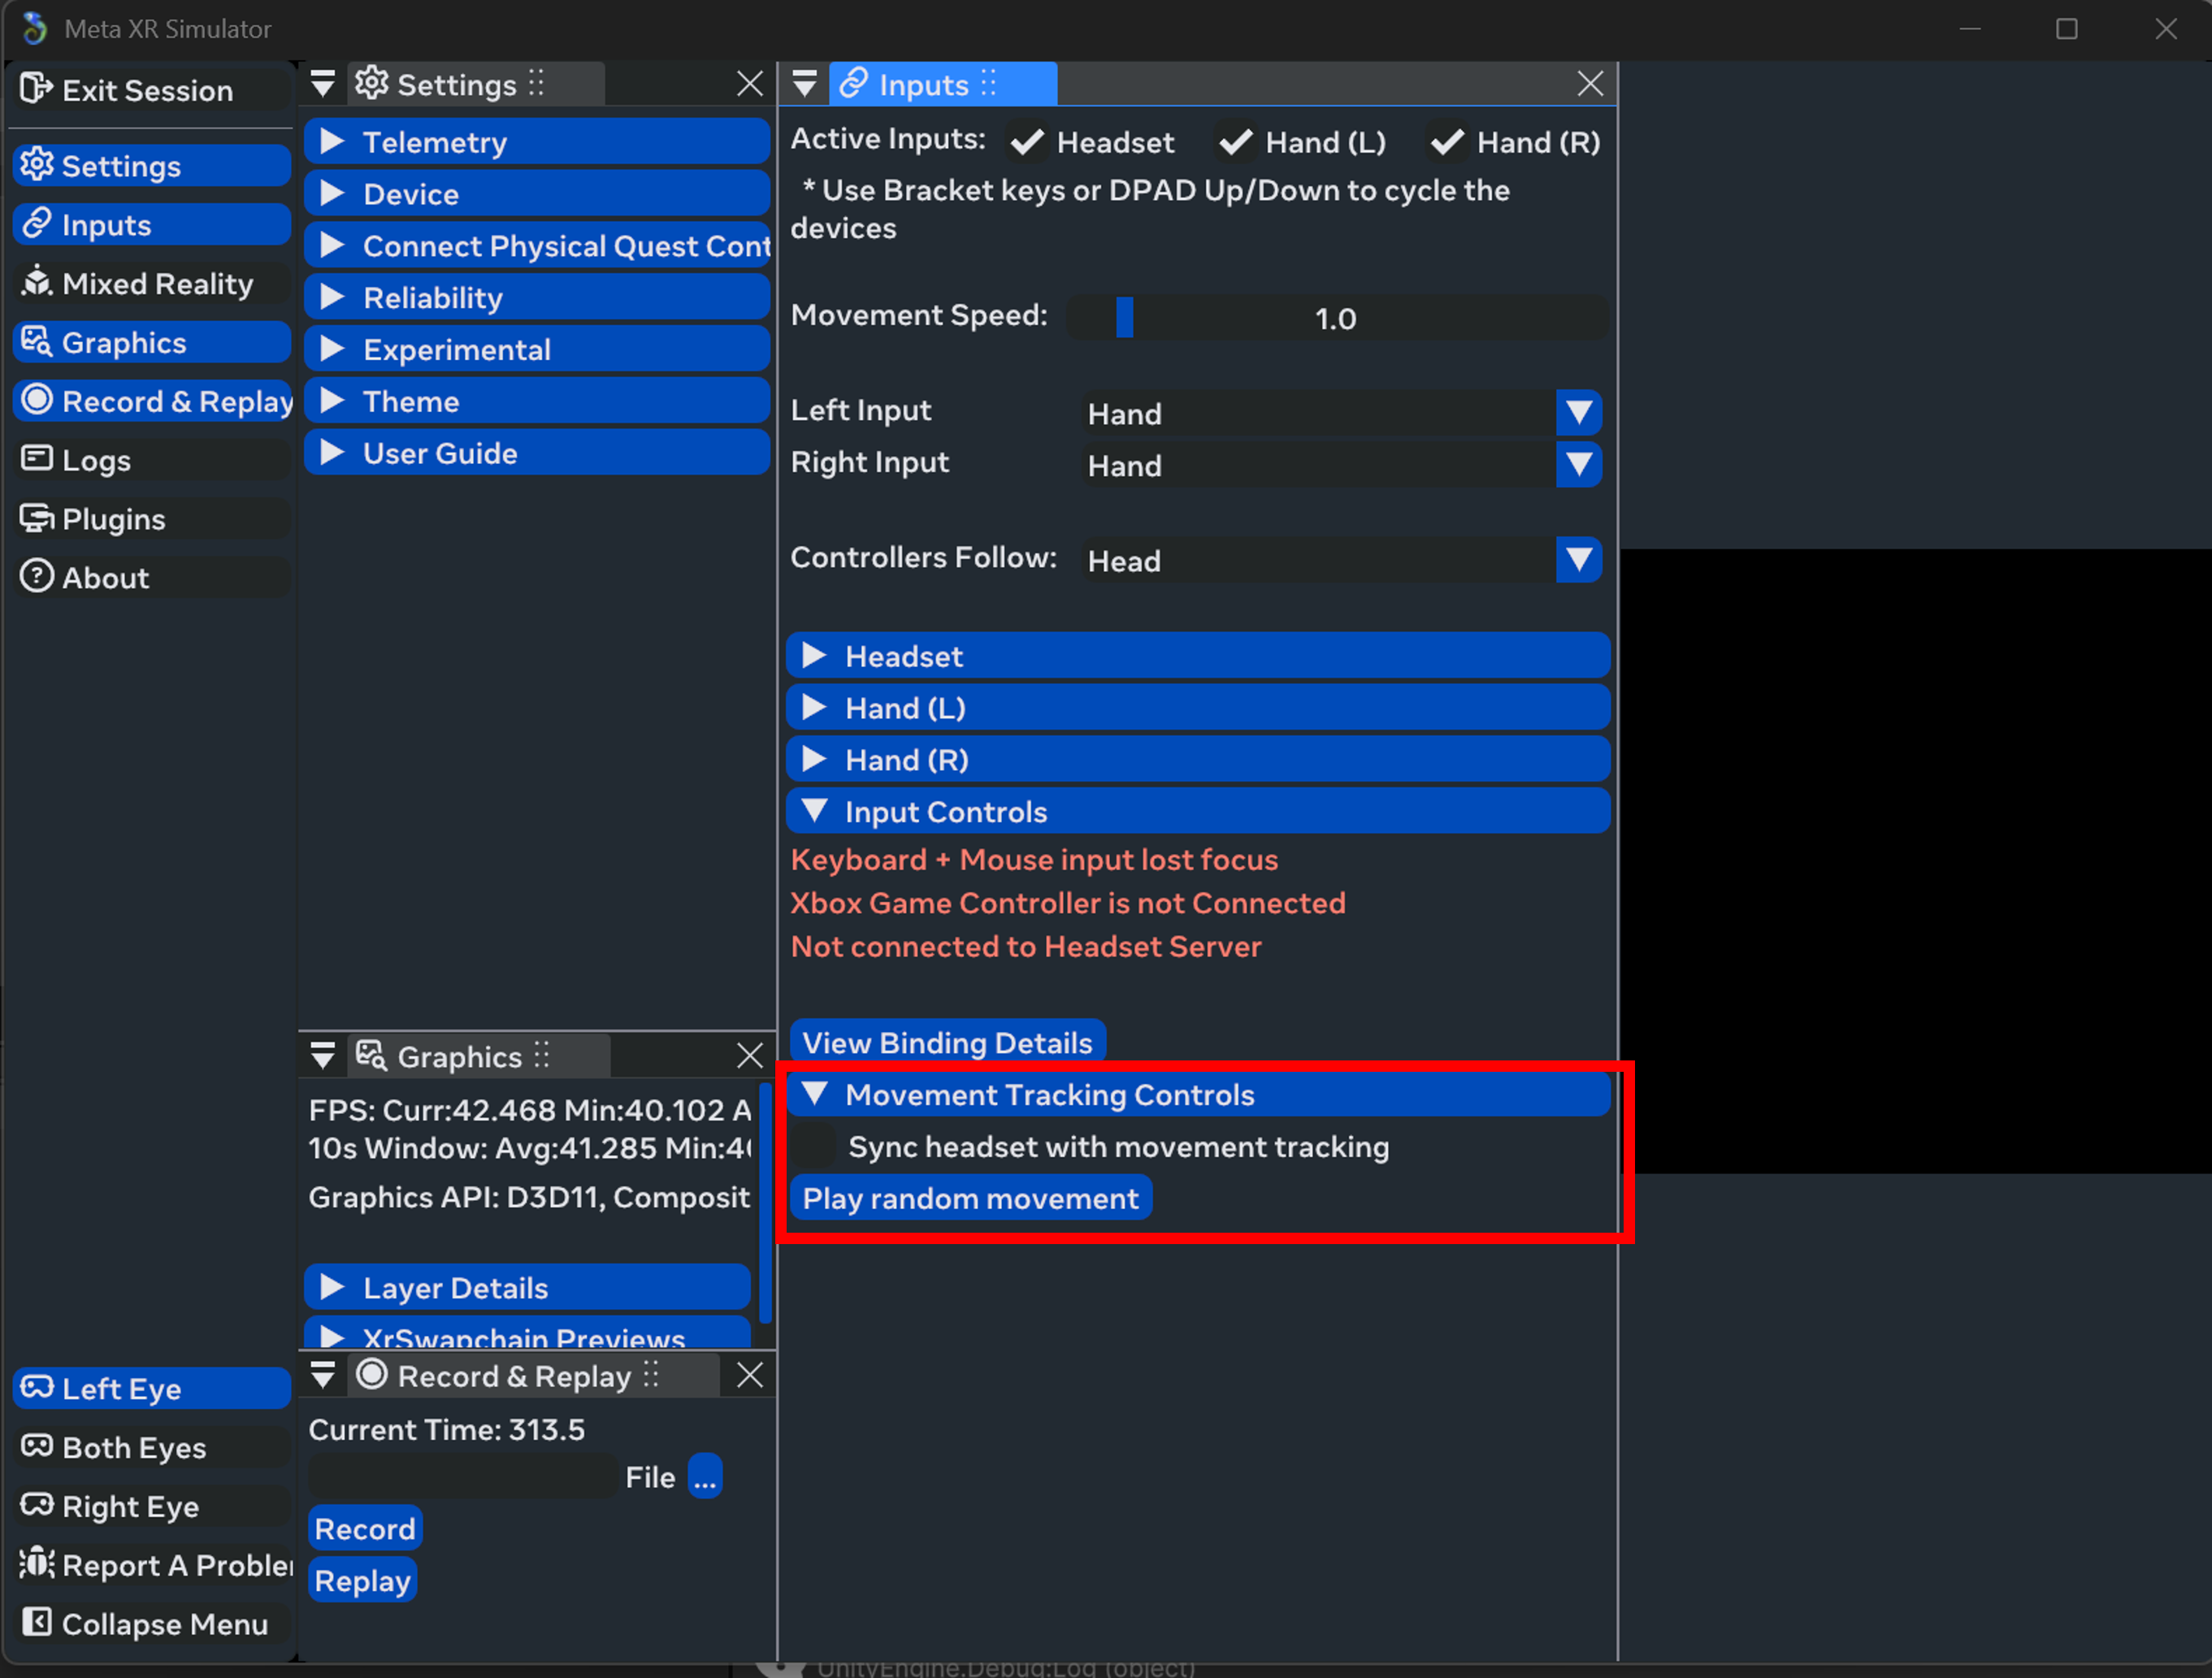 Meta XR Simulator
Exit Session
Settings
Inputs
Mixed Reality
Graphics
Record & Replay
Logs
Plugins
About
Left Eye
Both Eyes
Right Eye
Report A Probler
Collapse Menu
Settings
Telemetry
Device
Connect Physical Quest Cont
Reliability
Experimental
Theme
User Guide
Graphics
FPS: Curr:42.468 Min:40.102 A
10s Window: Avg:41.285 Min:4
Graphics API: D3D11, Composit
Layer Details
XrSwapchain Previews
Record & Replay
Current Time: 313.5
File ...
Record
Replay
Inputs
Active Inputs: Headset Hand (L) Hand (R)
* Use Bracket keys or DPAD Up/Down to cycle the
devices
Movement Speed: 1.0
Left Input Hand
Right Input Hand
Controllers Follow: Head
Headset
Hand (L)
Hand (R)
Input Controls
Keyboard + Mouse input lost focus
Xbox Game Controller is not Connected
Not connected to Headset Server
View Binding Details
Movement Tracking Controls
Sync headset with movement tracking
Play random movement
UnityEngine.Debug:Log (object)